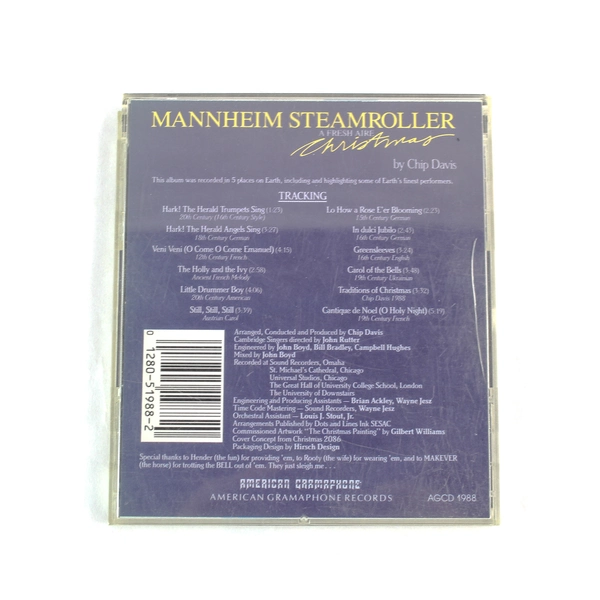 MANNHEIM STEAMROLLER
A FRESH AIRE
Christmas
by Chip Davis
This album was recorded in 5 places on Earth, including and highlighting some of Earth's finest performers.
TRACKING
Hark! The Herald Trumpets Sing (1:23)
20th Century (16th Century Style)
Hark! The Herald Angels Sing (3:27)
18th Century German
Veni Veni (O Come O Come Emanuel) (4:15)
12th Century French
The Holly and the Ivy (2:58)
Ancient French Melody
Little Drummer Boy (4:06)
20th Century American
Still, Still, Still (3:39)
Austrian Carol
Lo How a Rose E'er Blooming (2:23)
15th Century German
In dulci Jubilo (2:47)
16th Century German
Greensleeves (3:24)
16th Century English
Carol of the Bells (3:48)
19th Century Ukrainian
Traditions of Christmas (3:32)
Chip Davis 1988
Cantique de Noel (O Holy Night) (5:19)
19th Century French
Arranged, Conducted and Produced by Chip Davis
Cambridge Singers directed by John Rutter
Engineered by John Boyd, Bill Bradley, Campbell Hughes
Mixed by John Boyd
Recorded at Sound Recorders, Omaha
St. Michael's Cathedral, Chicago
Universal Studios, Chicago
The Great Hall of University College School, London
The University of Downstairs
Engineering and Producing Assistants — Brian Ackley, Wayne Jesz
Time Code Mastering — Sound Recorders, Wayne Jesz
Orchestral Assistant — Louis J. Stout, Jr.
Arrangements Published by Dots and Lines Ink SESAC
Commissioned Artwork "The Christmas Painting" by Gilbert Williams
Cover Concept from Christmas 2086
Packaging Design by Hirsch Design
0 12805-1988-2
Special thanks to Hender (the fun) for providing 'em, to Rooty (the wife) for wearing 'em, and to MAKEVER
(the horse) for trotting the BELL out of 'em. They just sleigh me . . .
AMERICAN GRAMAPHONE
AMERICAN GRAMAPHONE RECORDS
AGCD 1988